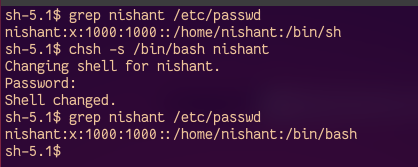 sh-5.1$ grep nishant /etc/passwd
nishant:x:1000:1000::/home/nishant:/bin/sh
sh-5.1$ chsh -s /bin/bash nishant
Changing shell for nishant.
Password:
Shell changed.
sh-5.1$ grep nishant /etc/passwd
nishant:x:1000:1000::/home/nishant:/bin/bash
sh-5.1$